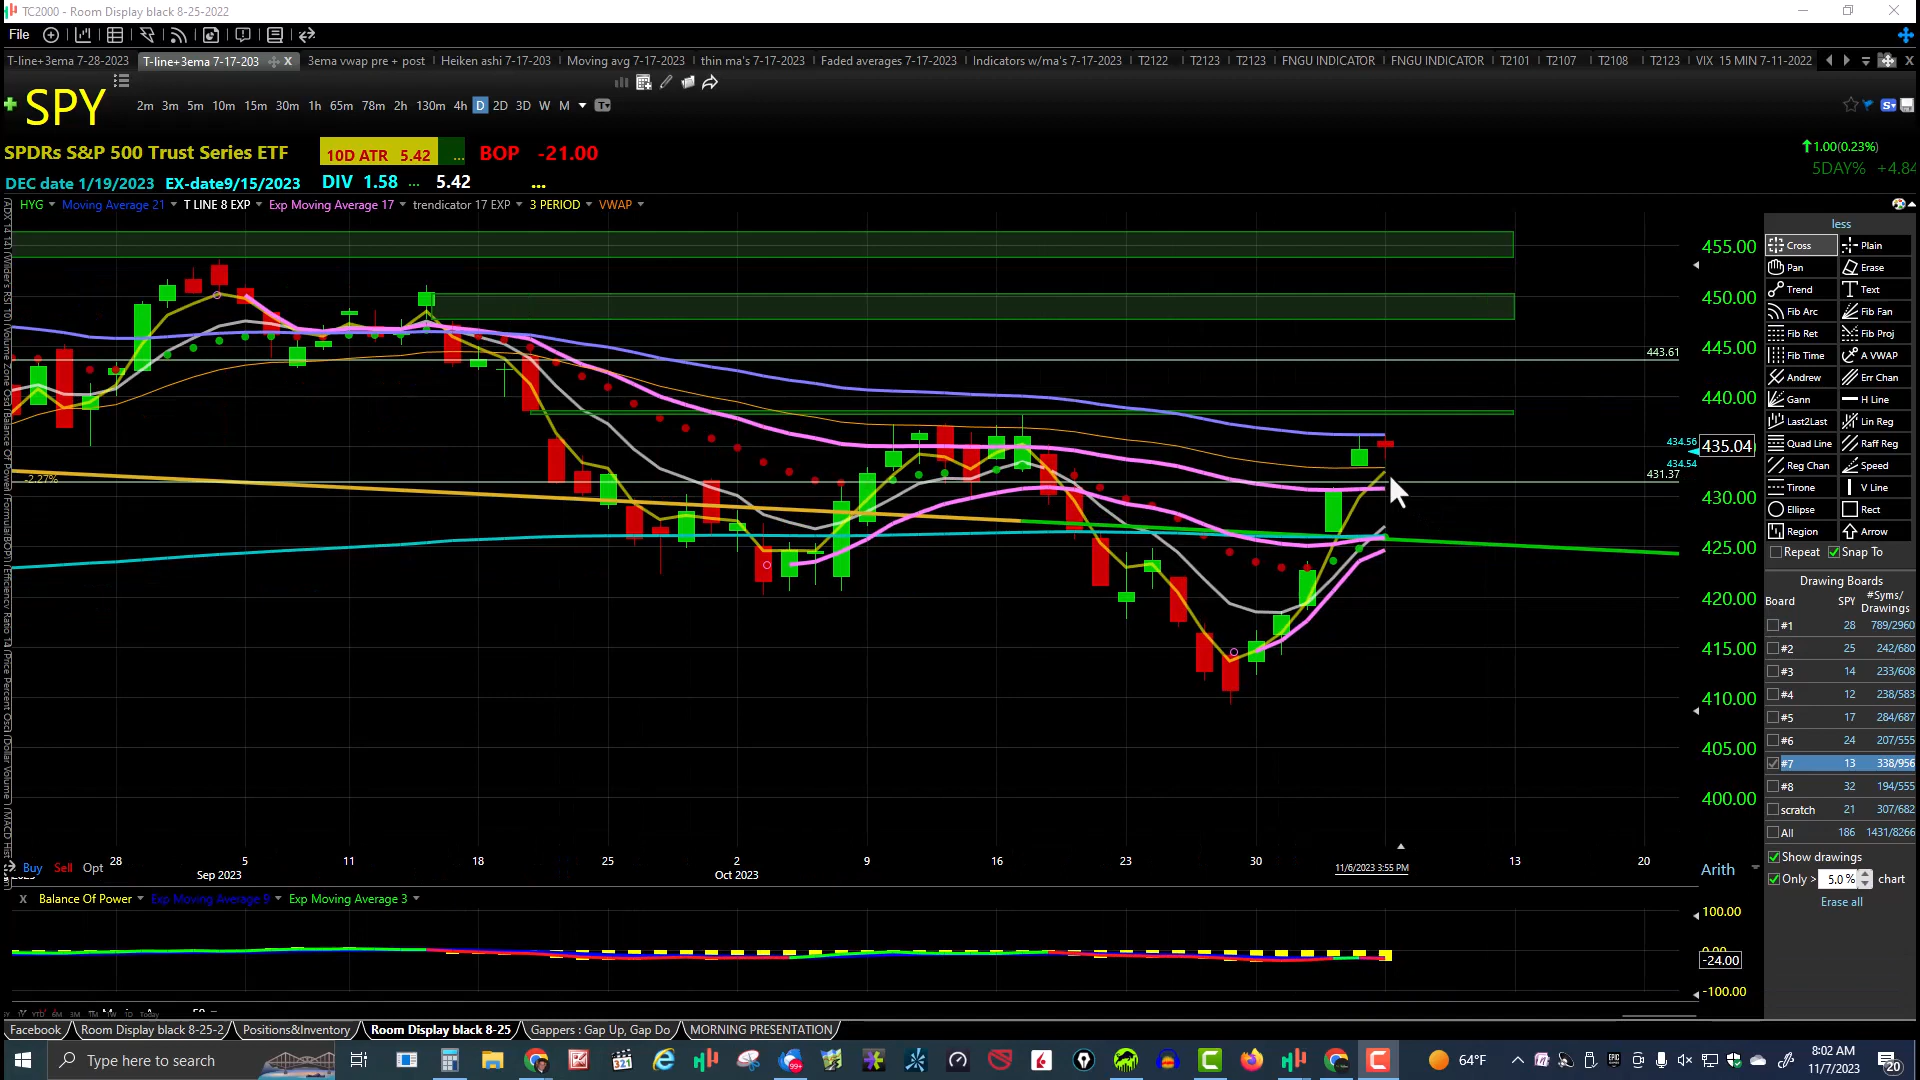 TC2000 - Room Display black 8-25-2022
File
T-line+3ema 7-28-2023 T-line+3ema 7-17-203 X 3ema vwap pre + post Heiken ashi 7-17-203 Moving avg 7-17-2023 thin ma's 7-17-2023 Faded averages 7-17-2023 Indicators w/ma's 7-17-2023 T2122 T2123 T2123 FNGU INDICATOR FNGU INDICATOR T2101 T2107 T2108 T2123 VIX 15 MIN 7-11-2022
SPY
2m 3m 5m 10m 15m 30m 1h 65m 78m 2h 130m 4h D 2D 3D W M
SPDRs S&P 500 Trust Series ETF 10D ATR 5.42 ... BOP -21.00
1.00(0.23%)
5DAY% +4.84
DEC date 1/19/2023 EX-date9/15/2023 DIV 1.58 ... 5.42 ...
HYG Moving Average 21 T LINE 8 EXP Exp Moving Average 17 trendicator 17 EXP 3 PERIOD VWAP
455.00
450.00
445.00
443.61
440.00
434.56
435.04
434.54
431.37
-2.27%
430.00
425.00
420.00
415.00
410.00
405.00
400.00
28 5 11 18 25 2 9 16 23 30 13 20
Sep 2023 Oct 2023 11/6/2023 3:55 PM
Arith
Buy Sell Opt
X Balance Of Power Exp Moving Average 9 Exp Moving Average 3
100.00
0.00
-24.00
-100.00
less
Cross Plain
Pan Erase
Trend Text
Fib Arc Fib Fan
Fib Ret Fib Proj
Fib Time A VWAP
Andrew Err Chan
Gann H Line
Last2Last Lin Reg
Quad Line Raff Reg
Reg Chan Speed
Tirone V Line
Ellipse Rect
Region Arrow
Repeat Snap To
Drawing Boards
Board SPY #Syms/
Drawings
#1 28 789/2960
#2 25 242/680
#3 14 233/608
#4 12 238/583
#5 17 284/687
#6 24 207/555
#7 13 338/956
#8 32 194/555
scratch 21 307/682
All 186 1431/8266
Show drawings
Only > 5.0 % chart
Erase all
Facebook Room Display black 8-25-2 Positions&Inventory Room Display black 8-25 Gappers : Gap Up, Gap Do MORNING PRESENTATION
Type here to search
321
99+
64°F
8:02 AM
11/7/2023
20